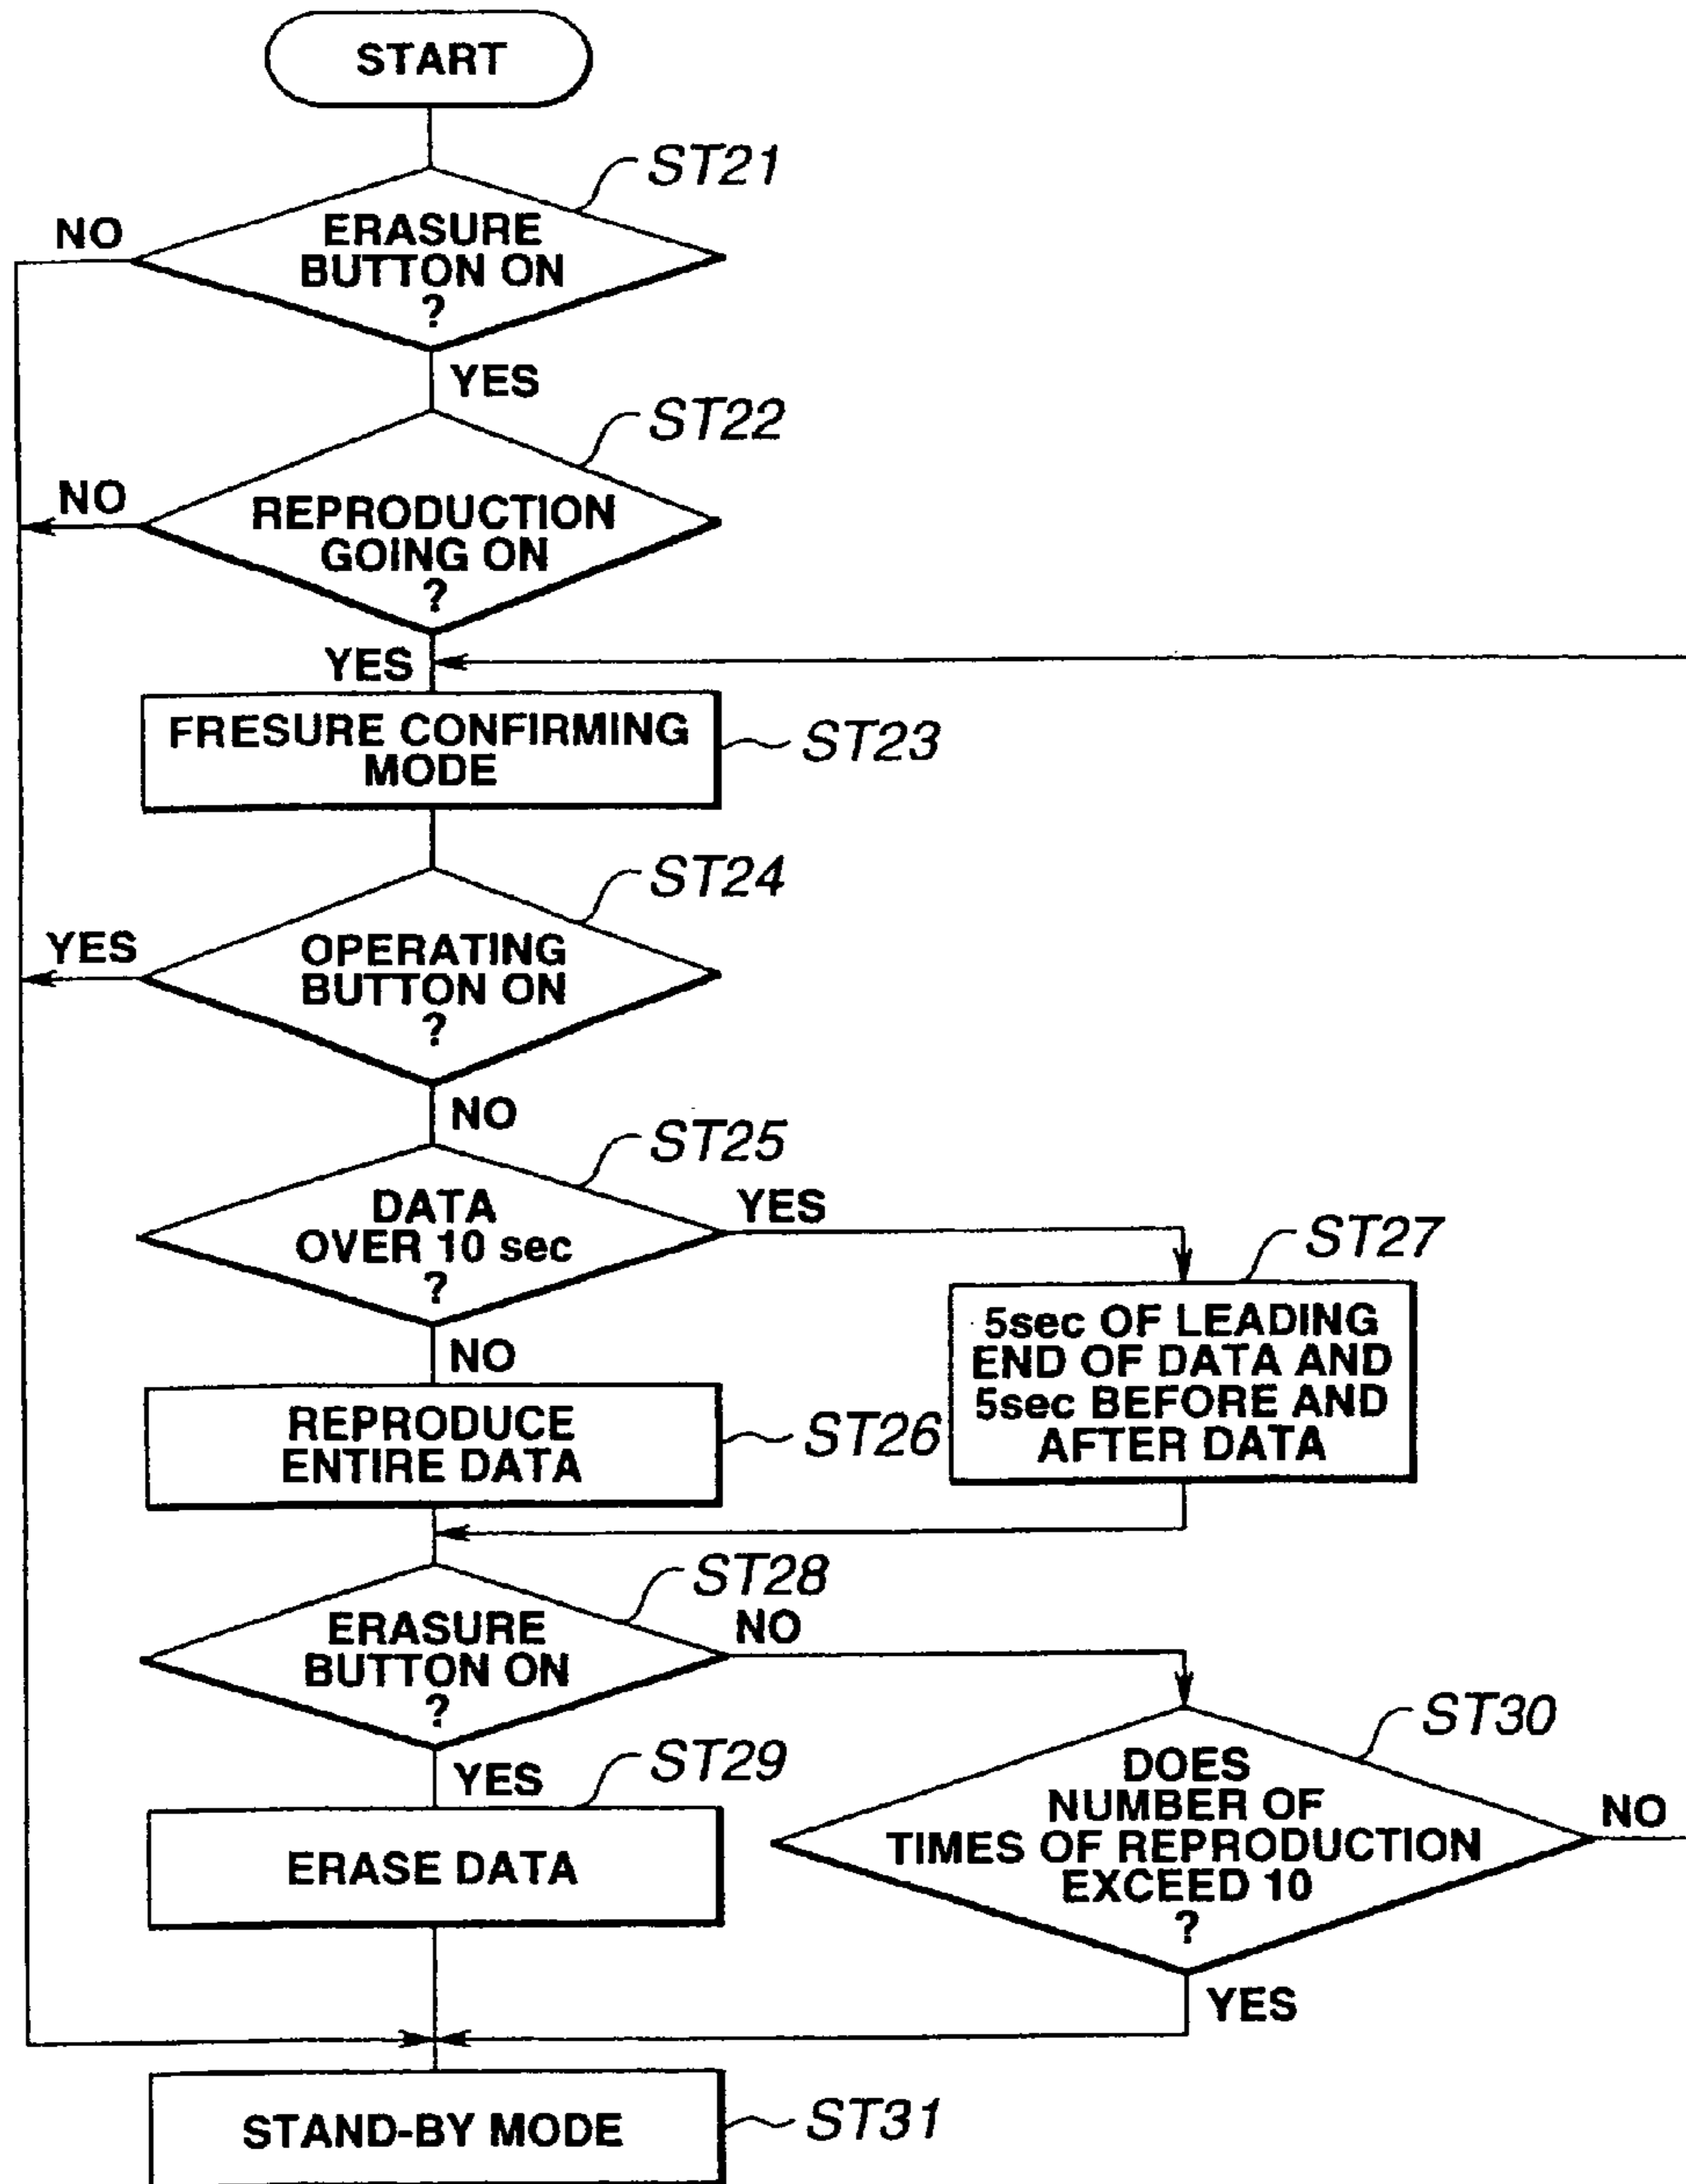 START
ST21
NO
ERASURE
BUTTON ON
?
YES
ST22
NO
REPRODUCTION
GOING ON
?
YES
FRESURE CONFIRMING
MODE
ST23
ST24
YES
OPERATING
BUTTON ON
?
NO
ST25
DATA
OVER 10 sec
?
YES
ST27
5sec OF LEADING
END OF DATA AND
5sec BEFORE AND
AFTER DATA
NO
REPRODUCE
ENTIRE DATA
ST26
ST28
ERASURE
BUTTON ON
?
NO
ST30
DOES
NUMBER OF
TIMES OF REPRODUCTION
EXCEED 10
?
NO
YES
ST29
ERASE DATA
YES
STAND-BY MODE
ST31